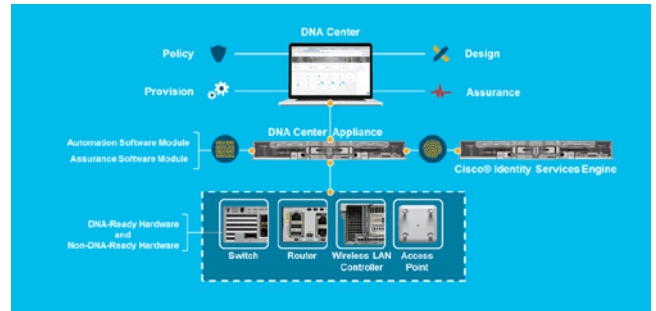 DNA Center
Policy
Design
Provision
Assurance
DNA Center Appliance
Automation Software Module
Assurance Software Module
Cisco® Identity Services Engine
DNA-Ready Hardware
and
Non-DNA-Ready Hardware
Switch
Router
Wireless LAN
Controller
Access
Point